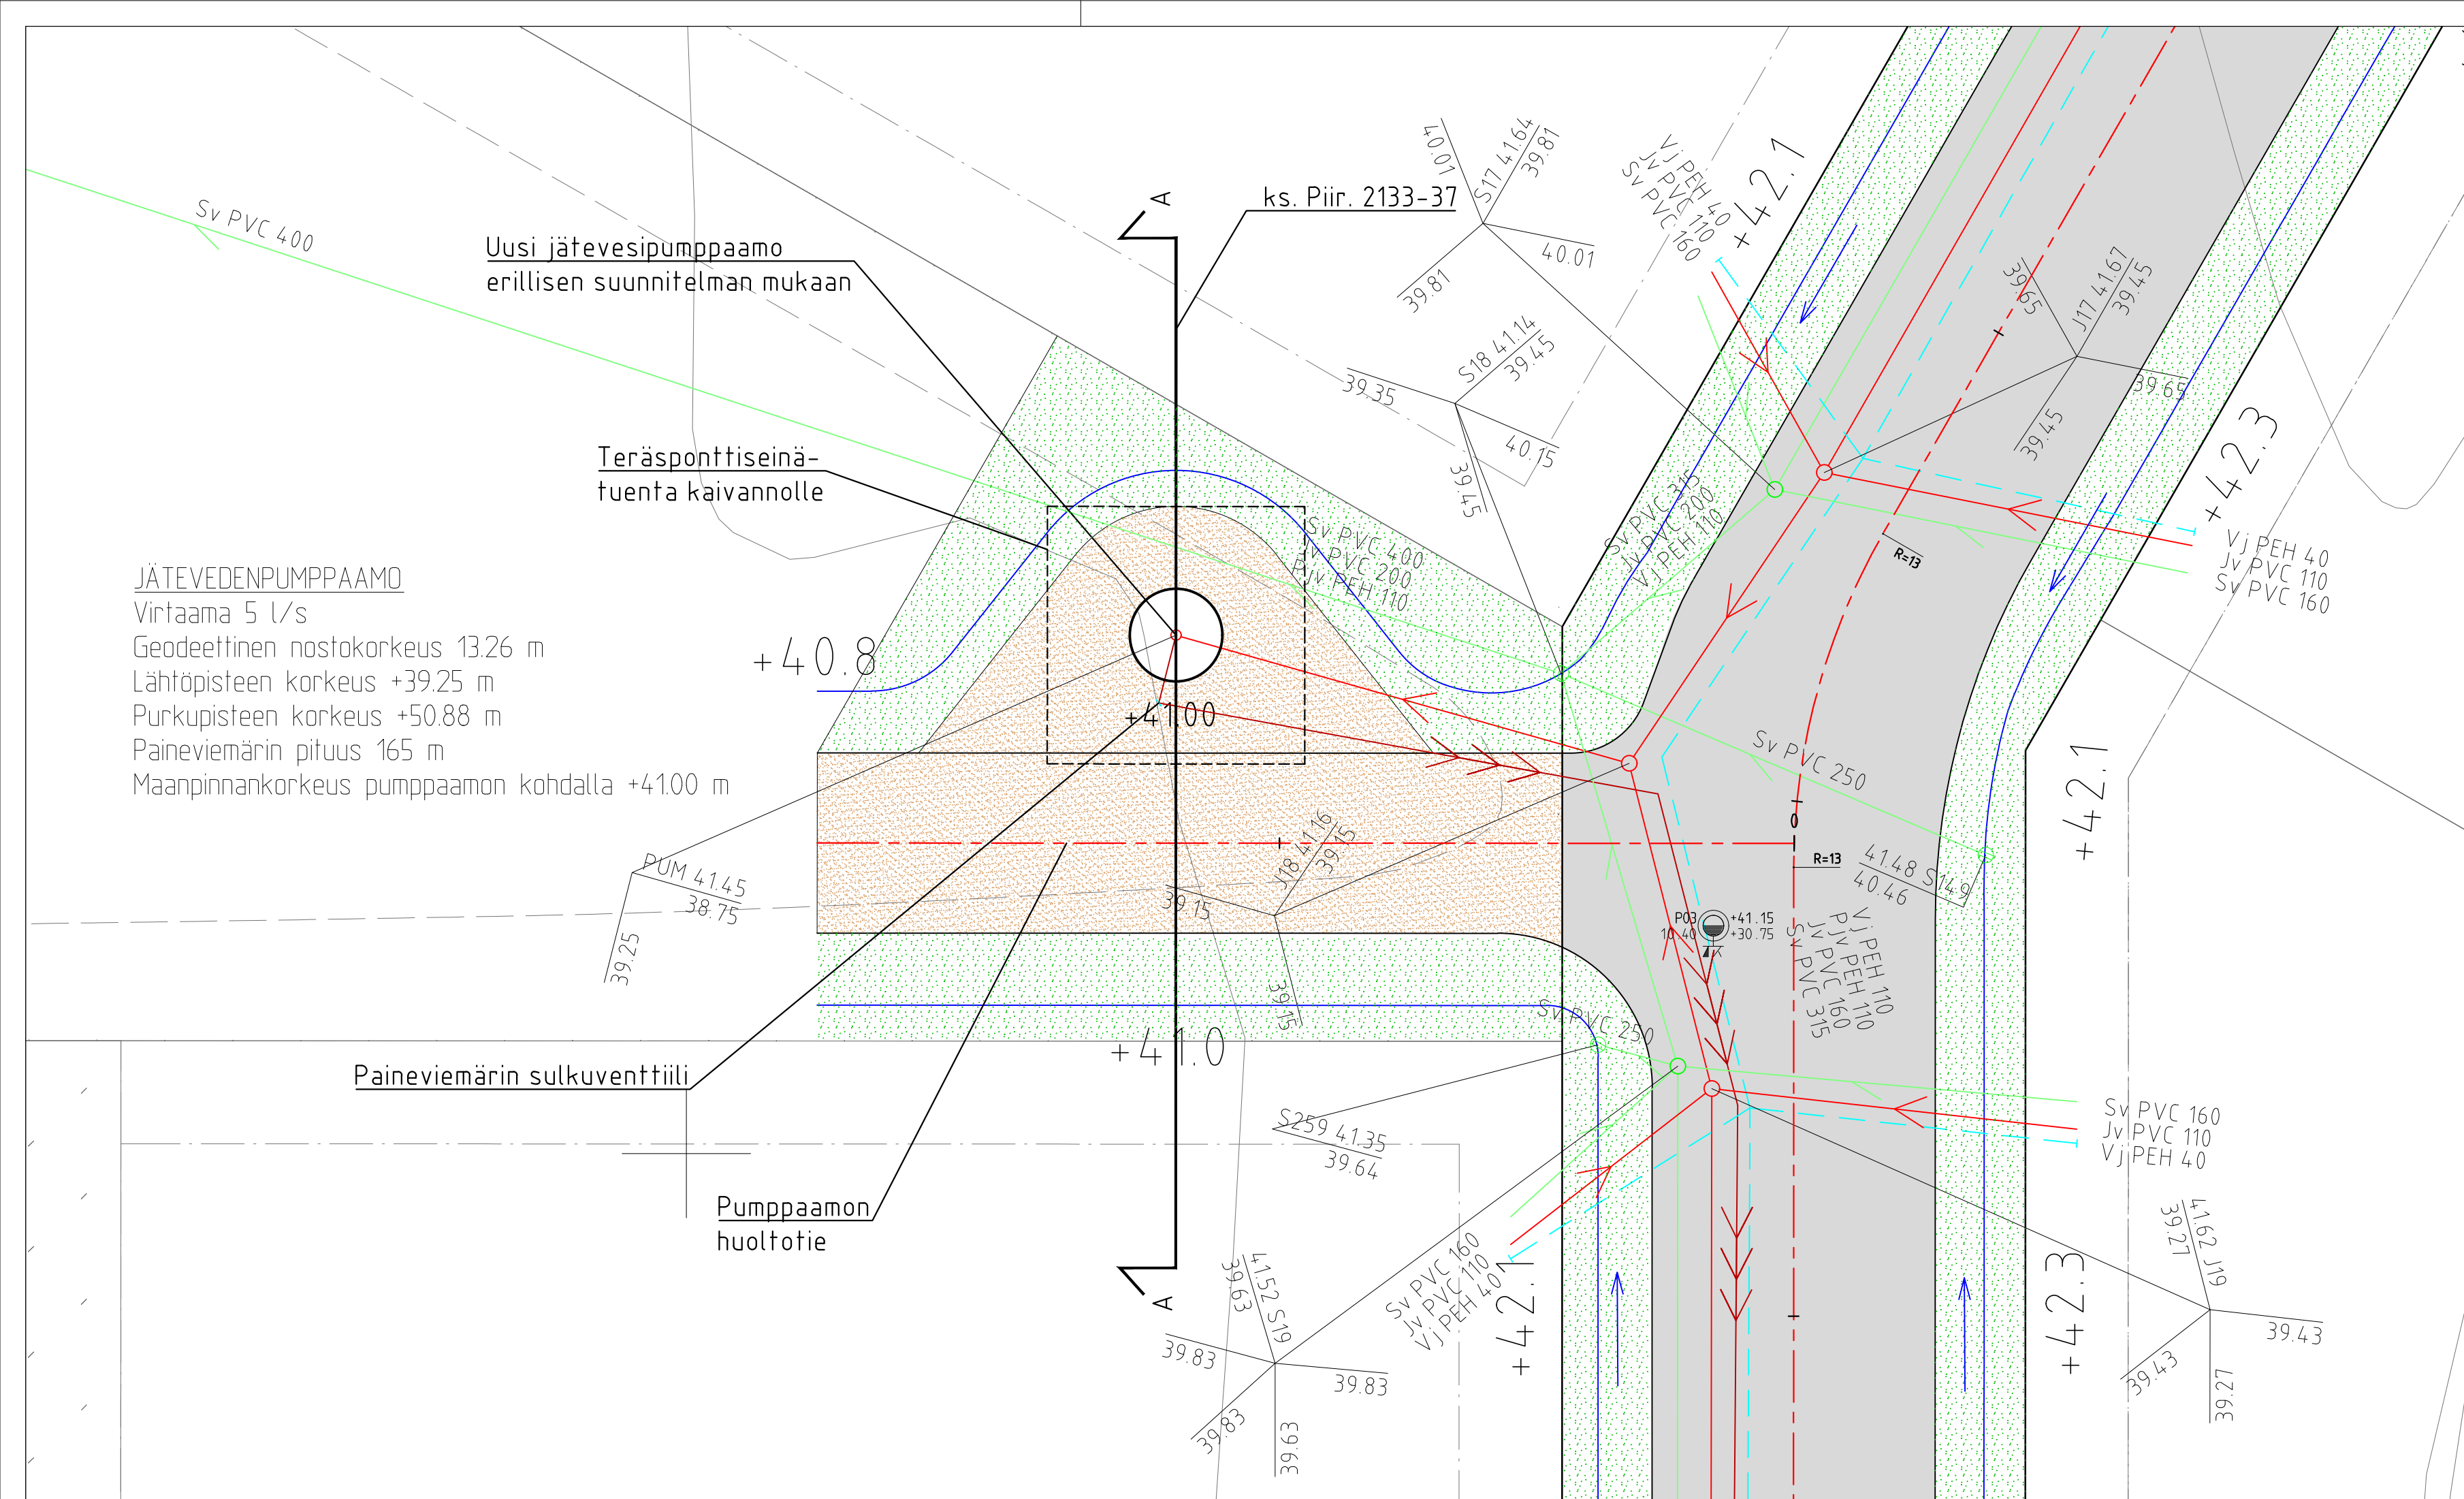 Sv PVC 400
Uusi jätevesipumppaamo
erillisen suunnitelman mukaan
A
ks. Piir. 2133-37
40.01
S17 41.64
39.81
40.01
39.81
S18 41.14
39.45
39.35
40.15
39.45
Vj PEH 40
Jv PVC 110
Sv PVC 160
+42.1
39.65
J17 41.67
39.45
39.65
39.45
+42.3
Vj PEH 40
Jv PVC 110
Sv PVC 160
Teräsponttiseinä-
tuenta kaivannolle
Sv PVC 315
Jv PVC 200
Vj PEH 110
Sv PVC 400
Jv PVC 200
PJv PEH 110
R=13
JÄTEVEDENPUMPPAAMO
Virtaama 5 l/s
Geodeettinen nostokorkeus 13.26 m
Lähtöpisteen korkeus +39.25 m
Purkupisteen korkeus +50.88 m
Paineviemärin pituus 165 m
Maanpinnankorkeus pumppaamon kohdalla +41.00 m
+40.8
+41.00
Sv PVC 250
+42.1
0
R=13
41.48 S149
40.46
PUM 41.45
38.75
39.25
J18 41.16
39.15
39.15
39.15
P03
10.40
+41.15
+30.75
Vj PEH 110
PJv PEH 110
Jv PVC 160
Sv PVC 315
Sv PVC 250
+41.0
Paineviemärin sulkuventtiili
S259 41.35
39.64
Sv PVC 160
Jv PVC 110
Vj PEH 40
Pumppaamon
huoltotie
41.52 S19
39.63
39.83
39.83
39.83
39.63
Sv PVC 160
Jv PVC 110
Vj PEH 40
+42.1
+42.3
41.62 J19
39.27
39.43
39.43
39.27
A